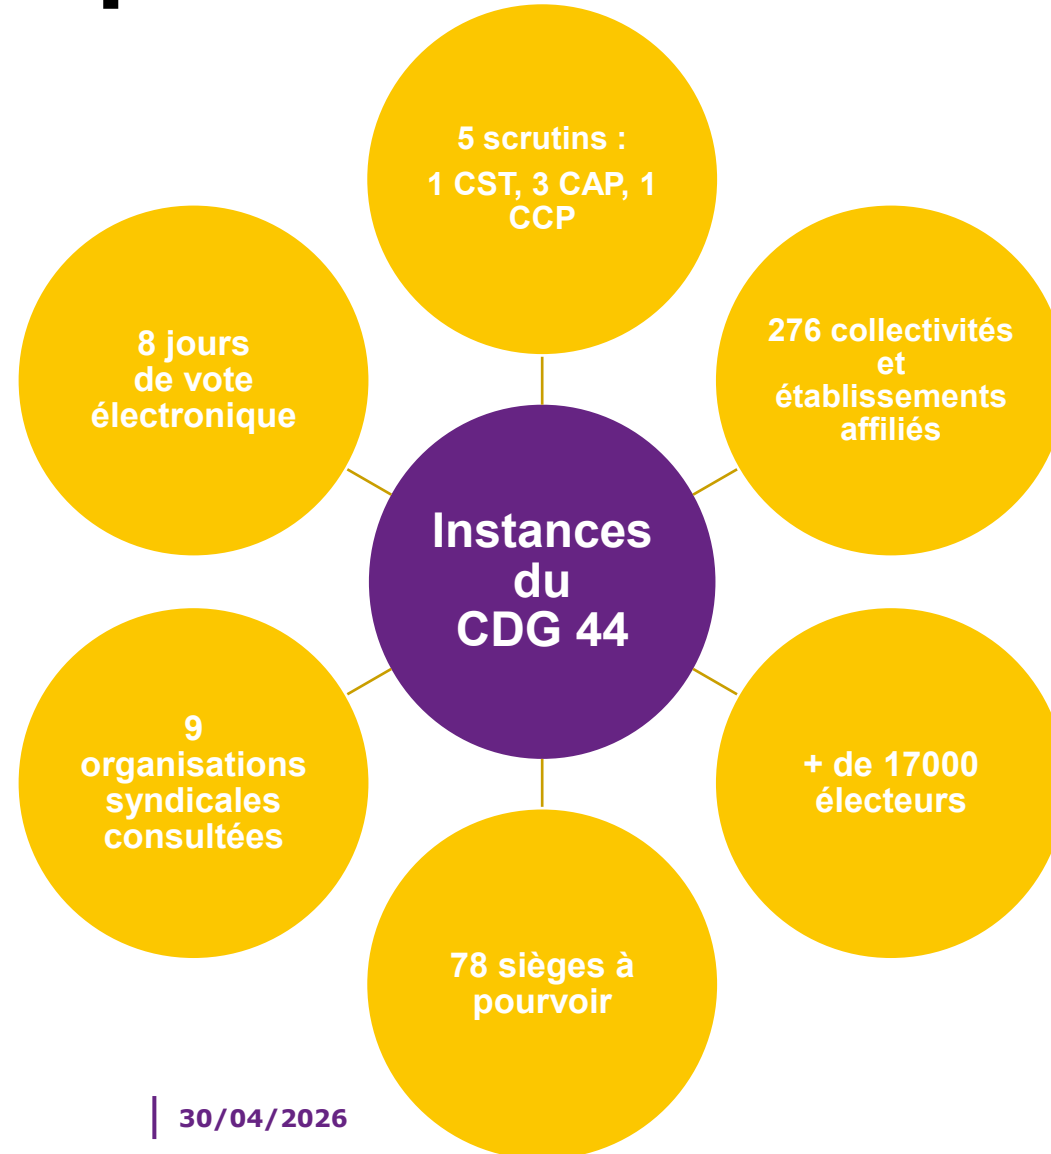 5 scrutins :
1 CST, 3 CAP, 1
CCP
276 collectivités
et
établissements
affiliés
+ de 17000
électeurs
78 sièges à
pourvoir
9
organisations
syndicales
consultées
8 jours
de vote
électronique
Instances
du
CDG 44
30/04/2026